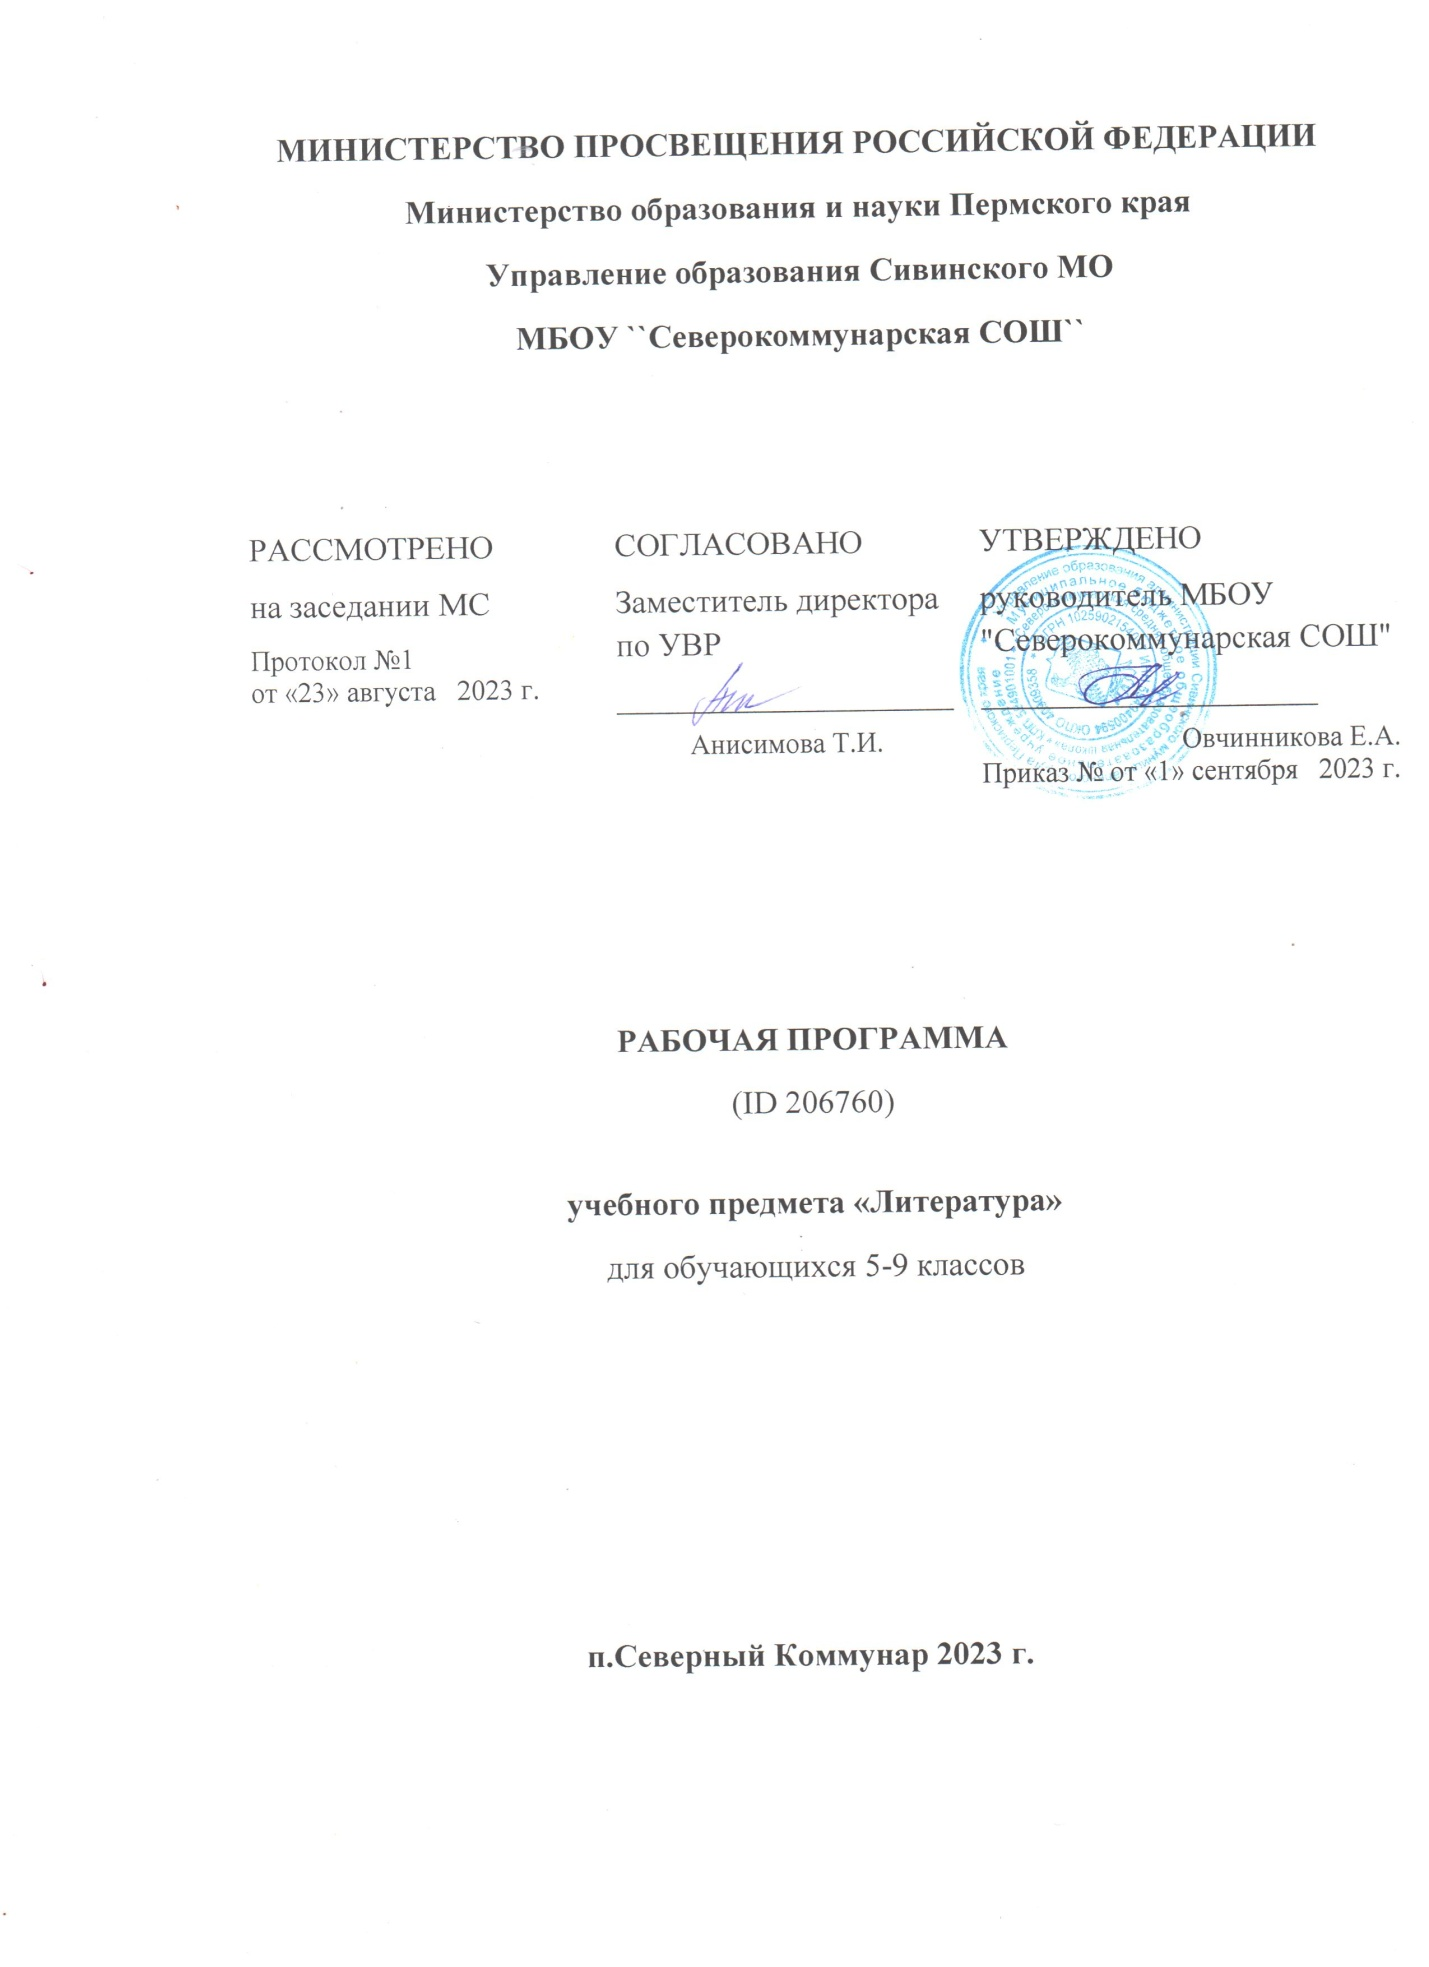 МИНИСТЕРСТВО ПРОСВЕЩЕНИЯ РОССИЙСКОЙ ФЕДЕРАЦИИ
Министерство образования и науки Пермского края
Управление образования Сивинского МО
МБОУ ``Северокоммунарская СОШ``
РАССМОТРЕНО
на заседании МС
Протокол №1
от «23» августа 2023 г.
СОГЛАСОВАНО
Заместитель директора
по УВР
Анисимова Т.И.
УТВЕРЖДЕНО
руководитель МБОУ
"Северокоммунарская СОШ"
Овчинникова Е.А.
Приказ № от «1» сентября 2023 г.
РАБОЧАЯ ПРОГРАММА
(ID 206760)
учебного предмета «Литература»
для обучающихся 5-9 классов
п.Северный Коммунар 2023 г.